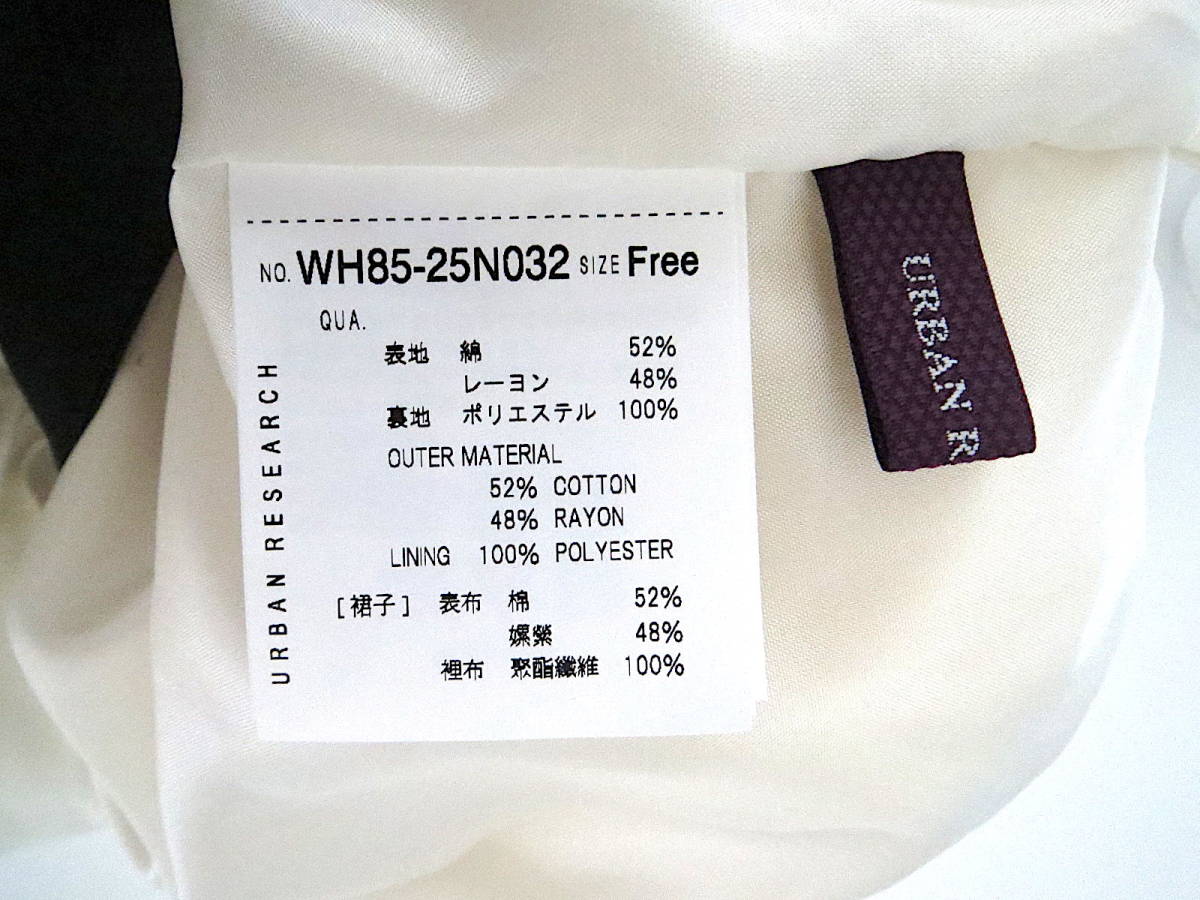 NO. WH85-25N032 SIZE Free
QUA.
表地 綿 52%
レーヨン 48%
裏地 ポリエステル 100%
OUTER MATERIAL
52% COTTON
48% RAYON
LINING 100% POLYESTER
[裙子] 表布 棉 52%
嫘縈 48%
裡布 聚酯纖維 100%
URBAN RESEARCH
URBAN R